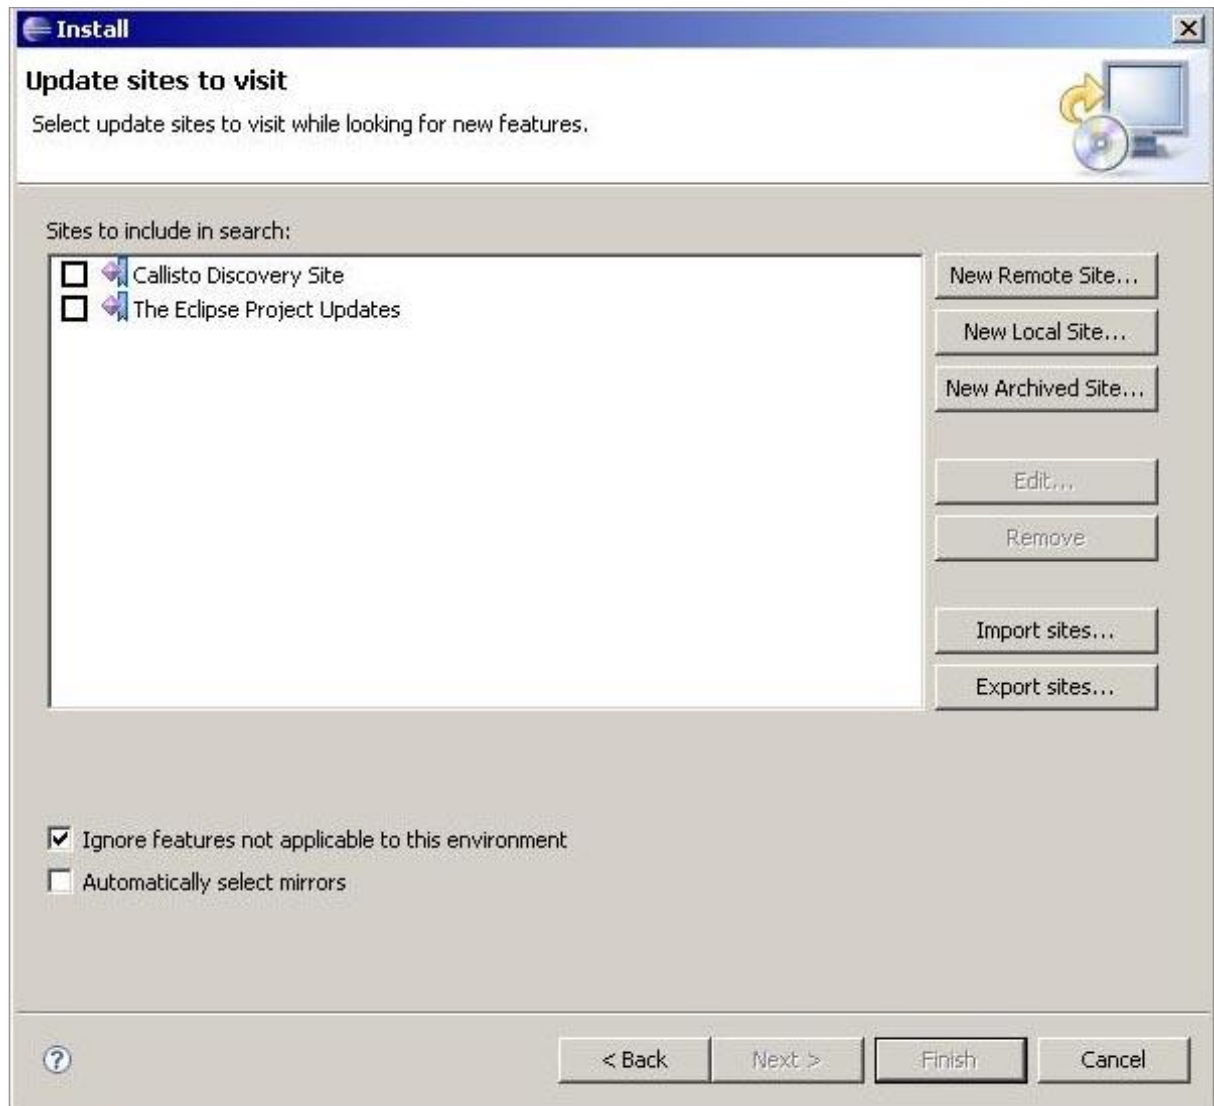 Install
Update sites to visit
Select update sites to visit while looking for new features.
Sites to include in search:
Callisto Discovery Site
The Eclipse Project Updates
New Remote Site...
New Local Site...
New Archived Site...
Edit...
Remove
Import sites...
Export sites...
Ignore features not applicable to this environment
Automatically select mirrors
?
< Back
Next >
Finish
Cancel